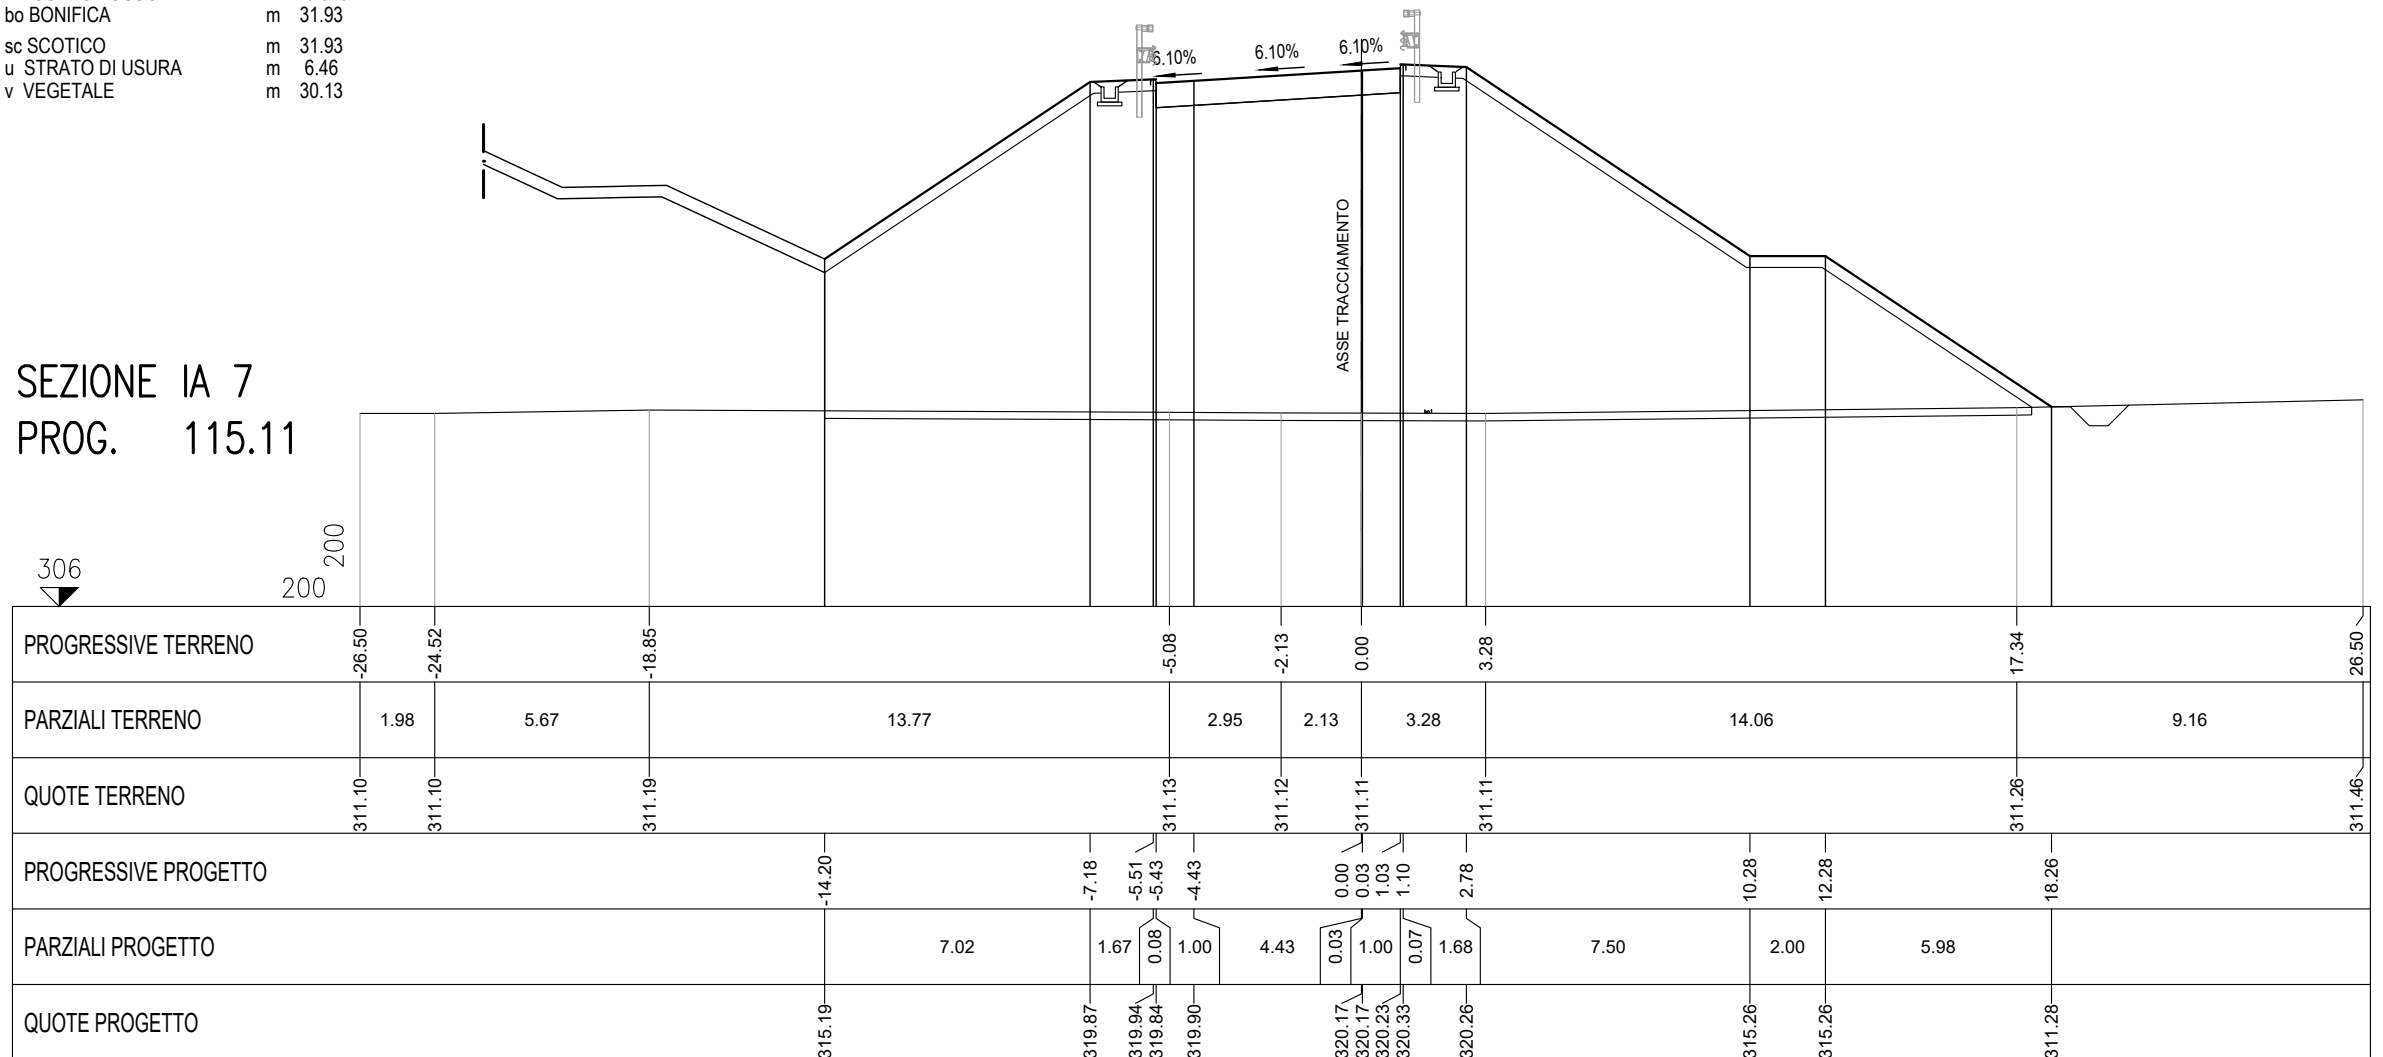 bo BONIFICA m 31.93
sc SCOTICO m 31.93
u STRATO DI USURA m 6.46
v VEGETALE m 30.13
6.10% 6.10% 6.10%
ASSE TRACCIAMENTO
SEZIONE IA 7
PROG. 115.11
306
200
200
PROGRESSIVE TERRENO -26.50 -24.52 -18.85 -5.08 -2.13 0.00 3.28 17.34 26.50
PARZIALI TERRENO 1.98 5.67 13.77 2.95 2.13 3.28 14.06 9.16
QUOTE TERRENO 311.10 311.10 311.19 311.13 311.12 311.11 311.11 311.26 311.46
PROGRESSIVE PROGETTO -14.20 -7.18 -5.51 -5.43 -4.43 0.00 0.03 1.03 1.10 2.78 10.28 12.28 18.26
PARZIALI PROGETTO 7.02 1.67 0.08 1.00 4.43 0.03 1.00 0.07 1.68 7.50 2.00 5.98
QUOTE PROGETTO 315.19 319.87 319.94 319.84 319.90 320.17 320.17 320.23 320.33 320.26 315.26 315.26 311.28